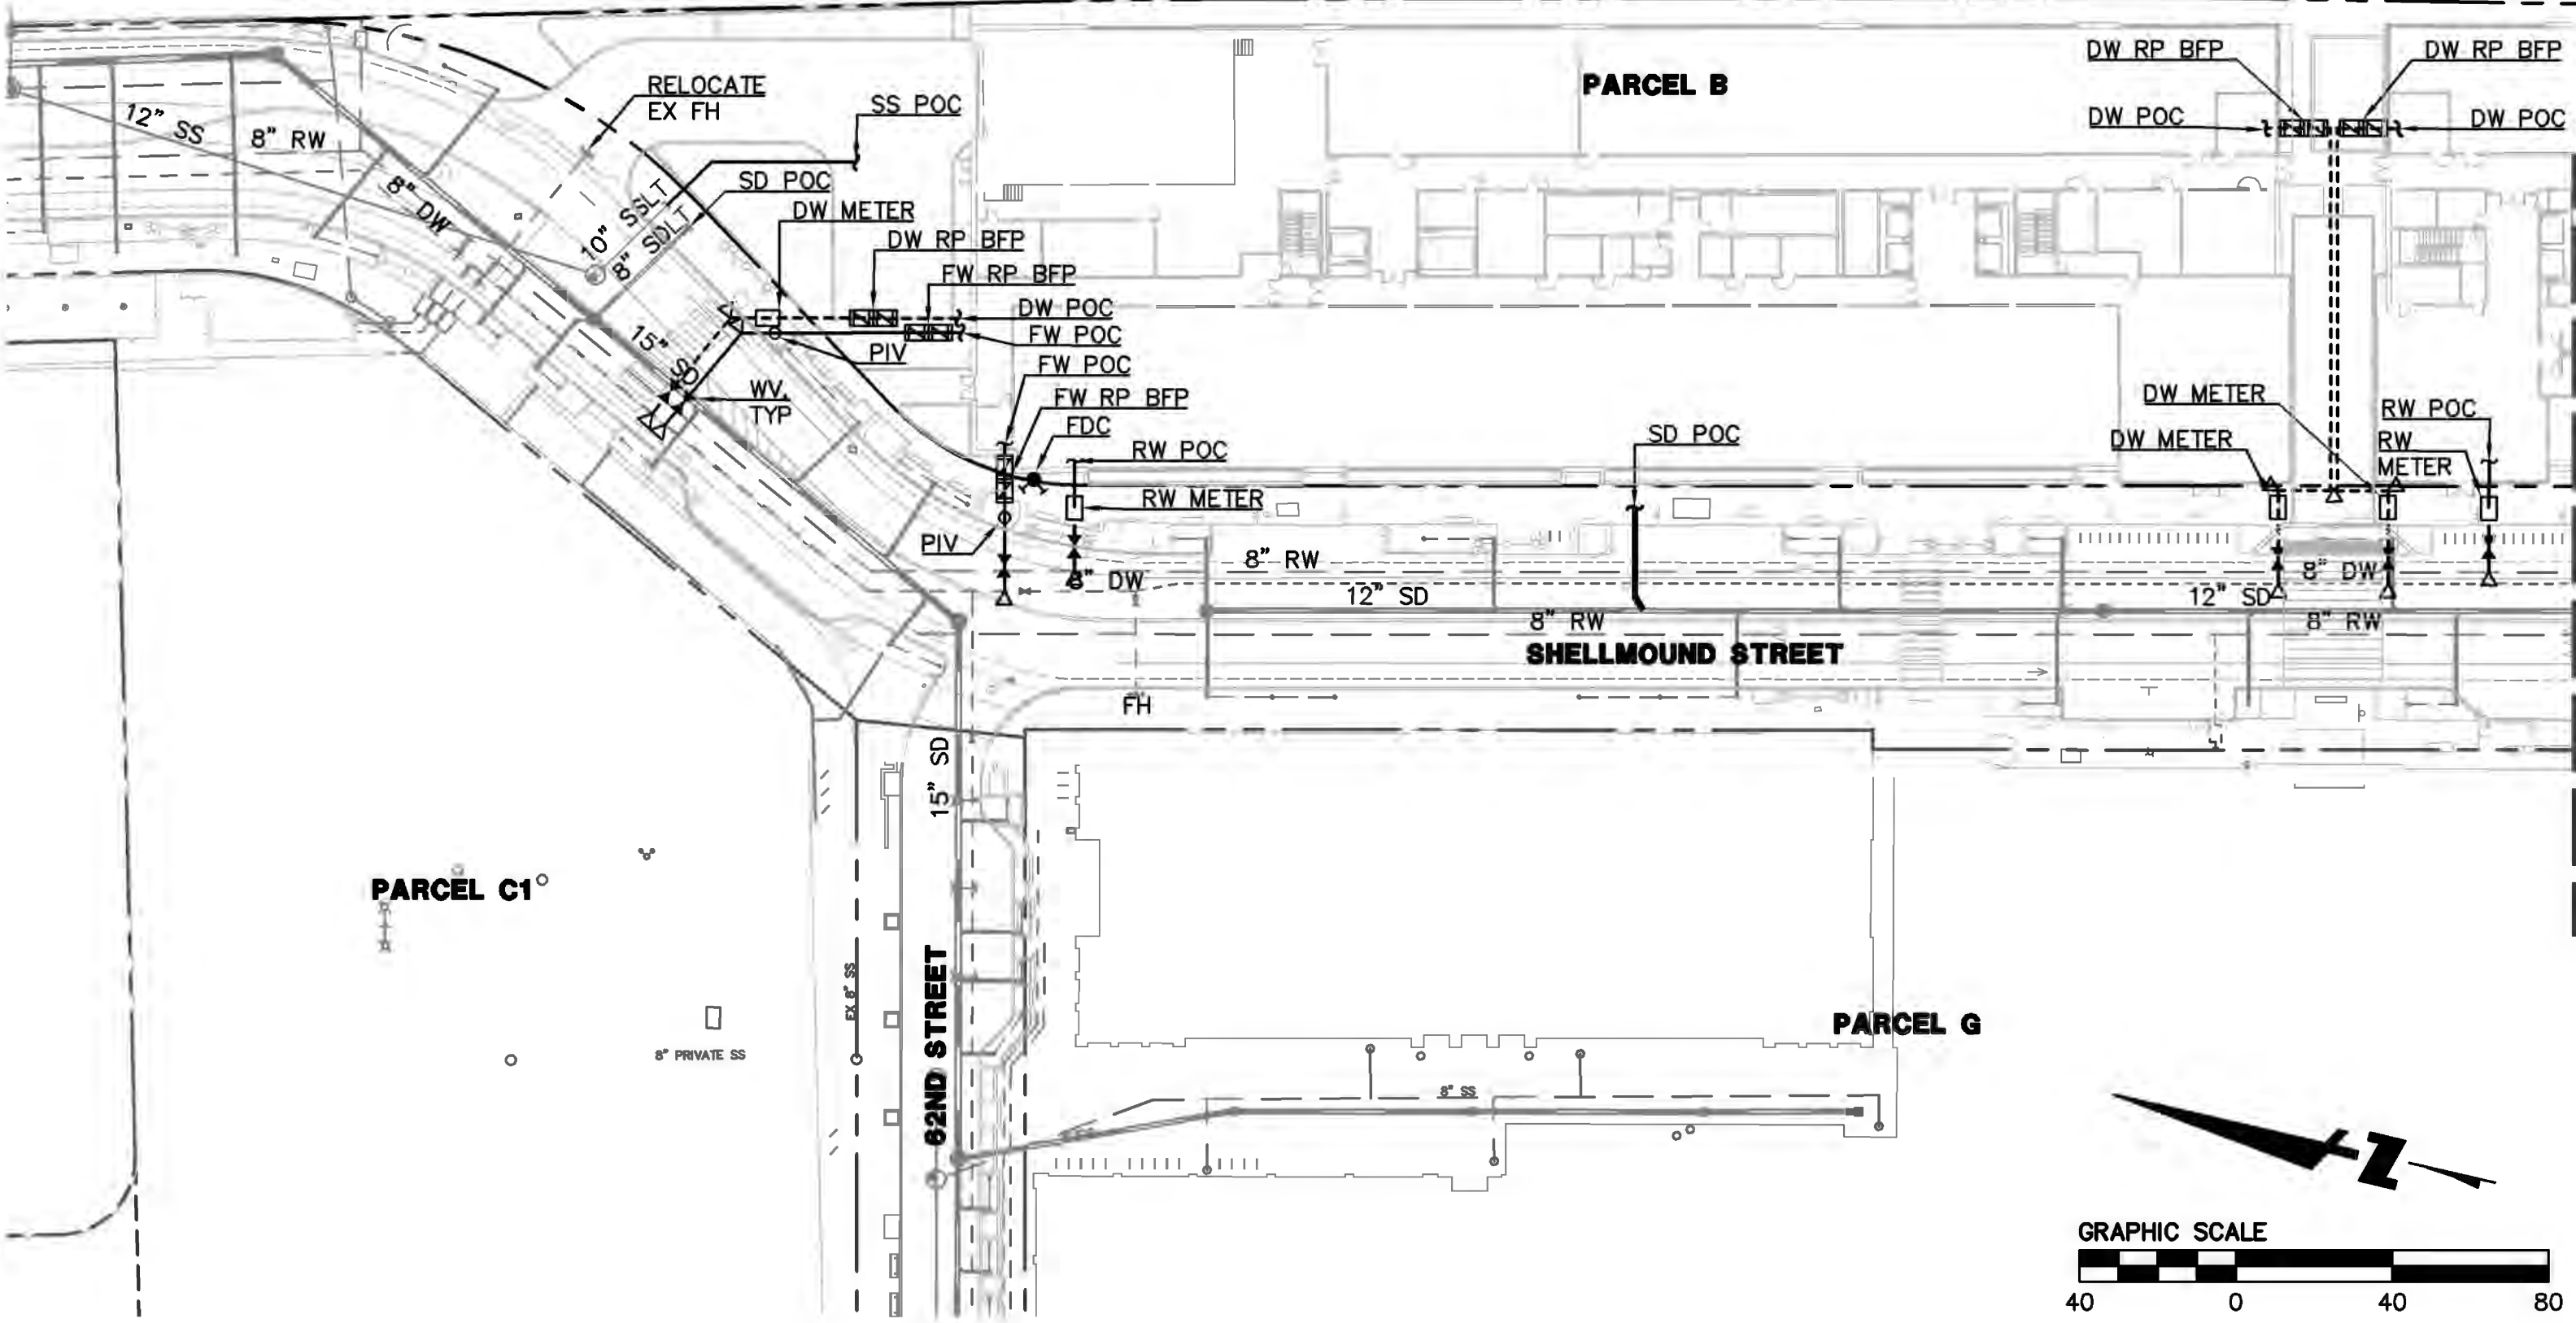 DW RP BFP
DW RP BFP
PARCEL B
RELOCATE
EX FH
SS POC
DW POC
DW POC
12" SS
8" RW
8" DW
SD POC
10" SSLT
8" SDLT
DW METER
DW RP BFP
FW RP BFP
DW POC
FW POC
15" SD
PIV
FW POC
WV,
TYP
FW RP BFP
FDC
RW POC
SD POC
DW METER
DW METER
RW POC
RW
METER
RW METER
PIV
8" RW
8" DW
8" DW
12" SD
12" SD
8" RW
8" RW
SHELLMOUND STREET
FH
15" SD
PARCEL C1
EX 8" SS
62ND STREET
8" PRIVATE SS
PARCEL G
8" SS
Z
GRAPHIC SCALE
40 0 40 80